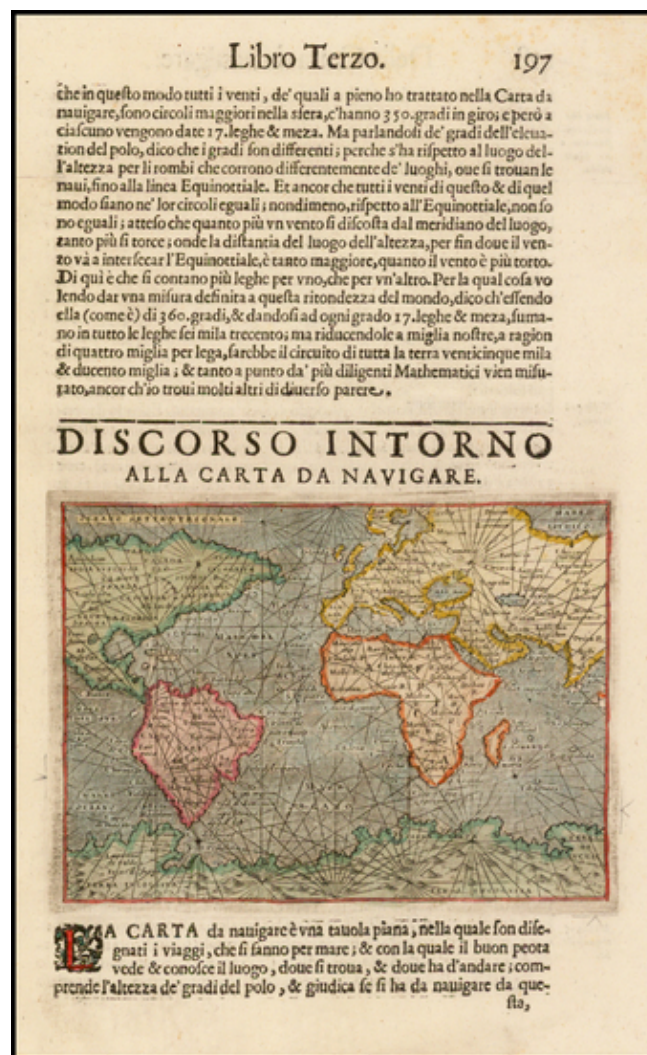 Libro Terzo. 197
che in queſto modo tutti i venti, de' quali a pieno ho trattato nella Carta da
nauigare, ſono circoli maggiori nella sfera, c'hanno 350. gradi in giro; e però a
ciaſcuno vengono date 17. leghe & meza. Ma parlandoſi de' gradi dell'eleua-
tion del polo, dico che i gradi ſon differenti; perche s'ha riſpetto al luogo del-
l'altezza per li rombi che corrono differentemente de' luoghi, oue ſi trouan le
naui, fino alla linea Equinottiale. Et ancor che tutti i venti di queſto & di quel
modo ſiano ne' lor circoli eguali; nondimeno, riſpetto all'Equinottiale, non ſo
no eguali; atteſo che quanto più vn vento ſi diſcoſta dal meridiano del luogo,
tanto più ſi torce; onde la diſtantia del luogo dell'altezza, per fin doue il ven-
to và a interſecar l'Equinottiale, è tanto maggiore, quanto il vento è più torto.
Di quì è che ſi contano più leghe per vno, che per vn'altro. Per la qual coſa vo
lendo dar vna miſura definita a queſta ritondezza del mondo, dico ch'eſſendo
ella (come è) di 360. gradi, & dandoſi ad ogni grado 17. leghe & meza, ſuma-
no in tutto le leghe ſei mila trecento; ma riducendole a miglia noſtre, a ragion
di quattro miglia per lega, ſarebbe il circuito di tutta la terra venticinque mila
& ducento miglia; & tanto a punto da' più diligenti Mathematici vien miſu-
rato, ancor ch'io troui molti altri di diuerſo parere.
DISCORSO INTORNO
ALLA CARTA DA NAVIGARE.
LA CARTA da nauigare è vna tauola piana, nella quale ſon diſe-
gnati i viaggi, che ſi fanno per mare; & con la quale il buon peota
vede & conoſce il luogo, doue ſi troua, & doue ha d'andare; com-
prende l'altezza de' gradi del polo, & giudica ſe ſi ha da nauigare da que-
ſta,